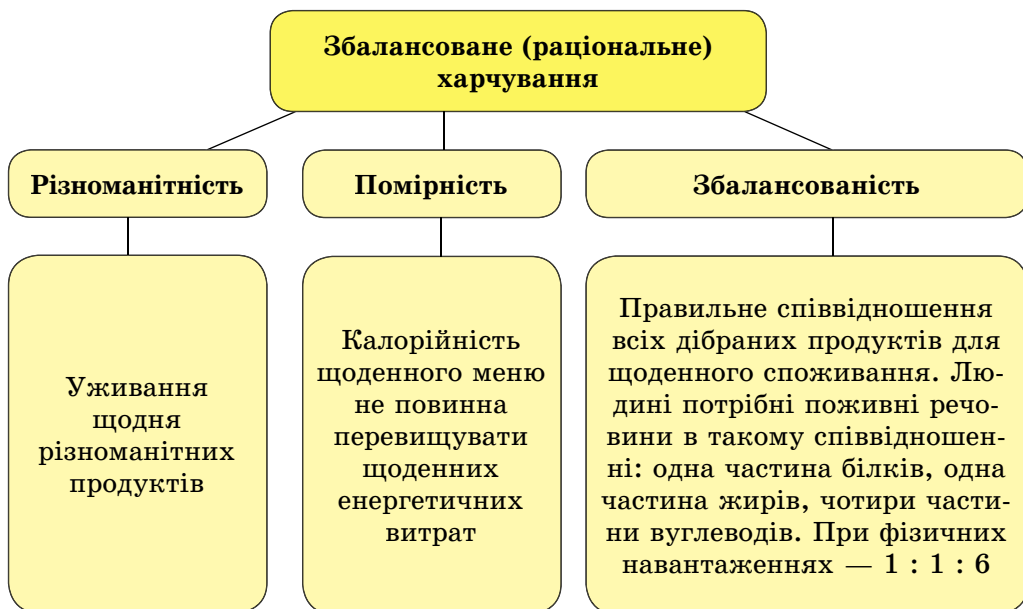 Збалансоване (раціональне)
харчування
Різноманітність
Помірність
Збалансованість
Уживання
щодня
різноманітних
продуктів
Калорійність
щоденного меню
не повинна
перевищувати
щоденних
енергетичних
витрат
Правильне співвідношення
всіх дібраних продуктів для
щоденного споживання. Лю-
дині потрібні поживні речо-
вини в такому співвідношен-
ні: одна частина білків, одна
частина жирів, чотири части-
ни вуглеводів. При фізичних
навантаженнях — 1 : 1 : 6